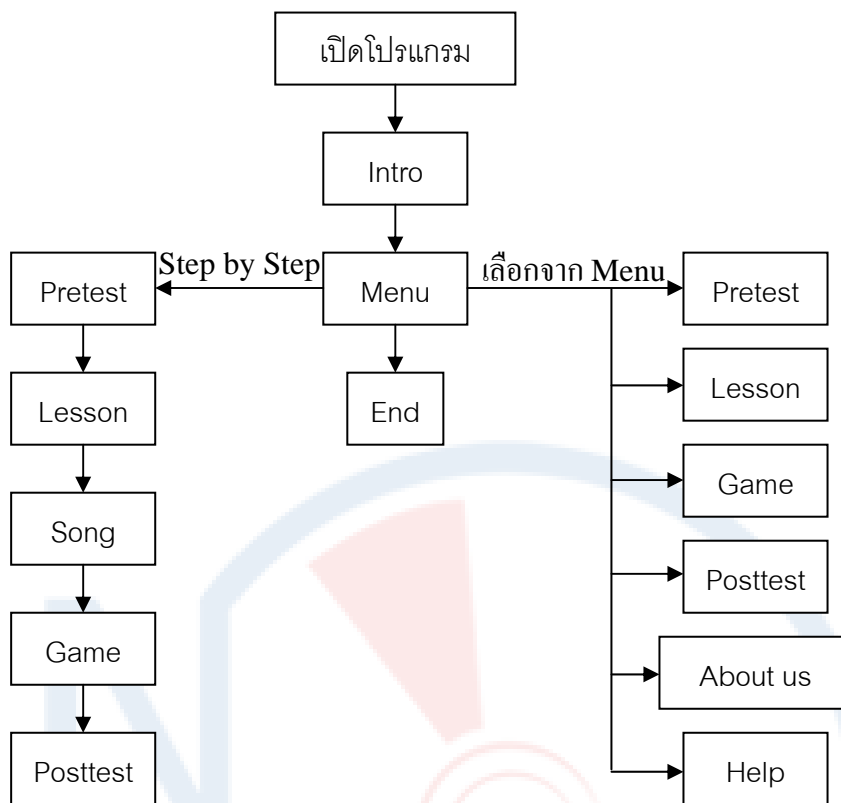 เปิดโปรแกรม
Intro
Step by Step
เลือกจาก Menu
Pretest
Menu
Pretest
Lesson
End
Lesson
Song
Game
Game
Posttest
Posttest
About us
Help